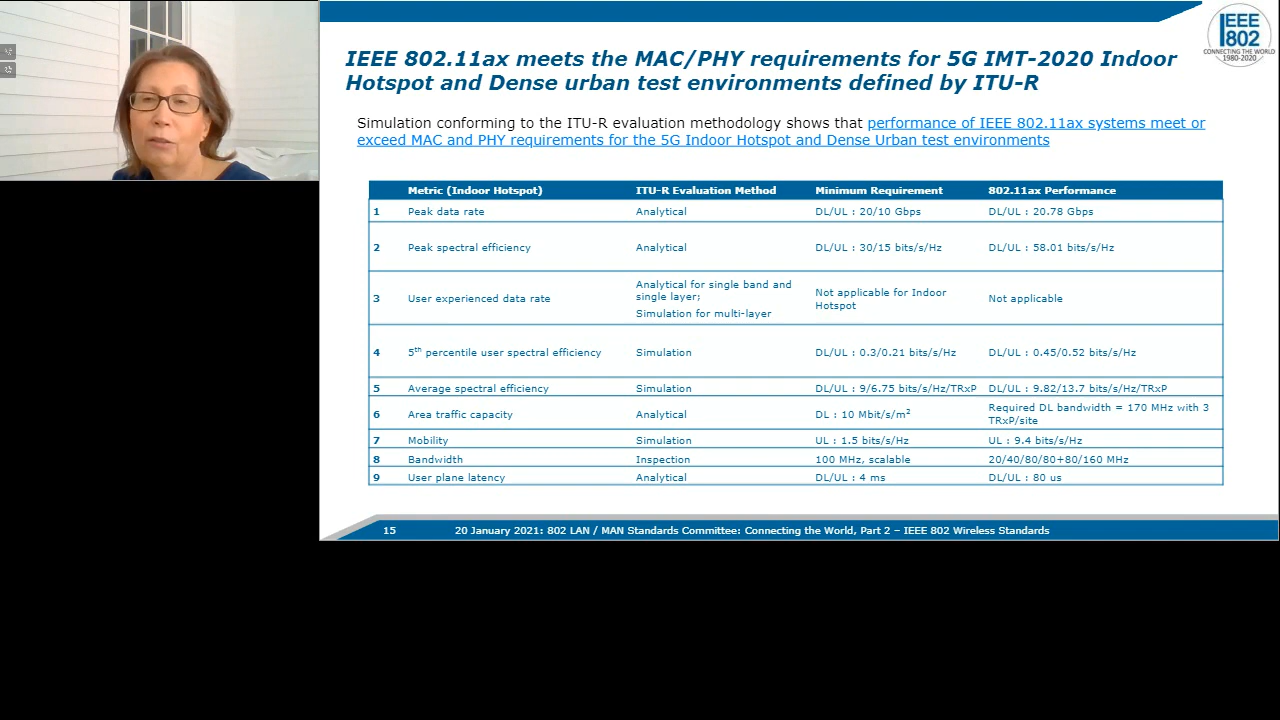 IEEE
802
CONNECTING THE WORLD
1980-2020
IEEE 802.11ax meets the MAC/PHY requirements for 5G IMT-2020 Indoor
Hotspot and Dense urban test environments defined by ITU-R
Simulation conforming to the ITU-R evaluation methodology shows that performance of IEEE 802.11ax systems meet or
exceed MAC and PHY requirements for the 5G Indoor Hotspot and Dense Urban test environments
Metric (Indoor Hotspot) ITU-R Evaluation Method Minimum Requirement 802.11ax Performance
1 Peak data rate Analytical DL/UL : 20/10 Gbps DL/UL : 20.78 Gbps
2 Peak spectral efficiency Analytical DL/UL : 30/15 bits/s/Hz DL/UL : 58.01 bits/s/Hz
3 User experienced data rate Analytical for single band and
single layer;
Simulation for multi-layer
Not applicable for Indoor
Hotspot
Not applicable
4 5th percentile user spectral efficiency Simulation DL/UL : 0.3/0.21 bits/s/Hz DL/UL : 0.45/0.52 bits/s/Hz
5 Average spectral efficiency Simulation DL/UL : 9/6.75 bits/s/Hz/TRxP DL/UL : 9.82/13.7 bits/s/Hz/TRxP
6 Area traffic capacity Analytical DL : 10 Mbit/s/m² Required DL bandwidth = 170 MHz with 3
TRxP/site
7 Mobility Simulation UL : 1.5 bits/s/Hz UL : 9.4 bits/s/Hz
8 Bandwidth Inspection 100 MHz, scalable 20/40/80/80+80/160 MHz
9 User plane latency Analytical DL/UL : 4 ms DL/UL : 80 us
15 20 January 2021: 802 LAN / MAN Standards Committee: Connecting the World, Part 2 – IEEE 802 Wireless Standards